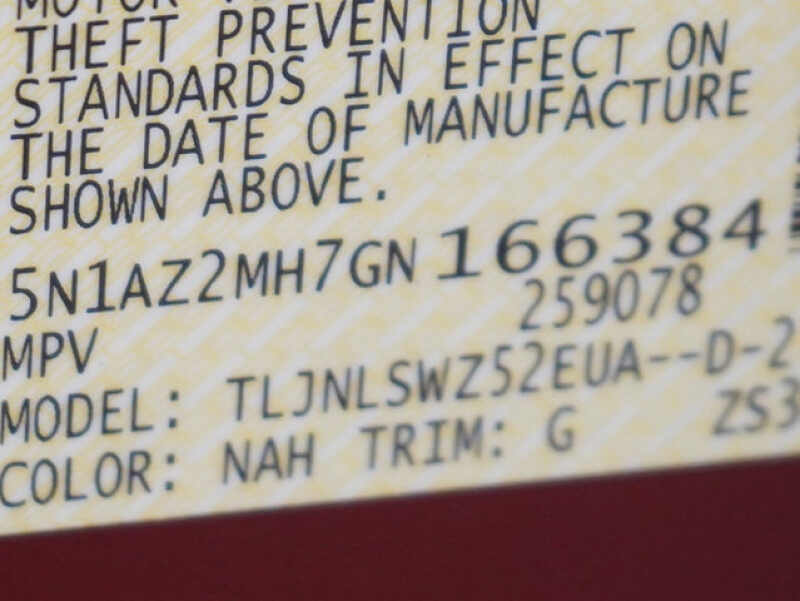 THEFT PREVENTION
STANDARDS IN EFFECT ON
THE DATE OF MANUFACTURE
SHOWN ABOVE.
5N1AZ2MH7GN166384
259078
MPV
MODEL: TLJNLSWZ52EUA--D-2
COLOR: NAH TRIM: G ZS3